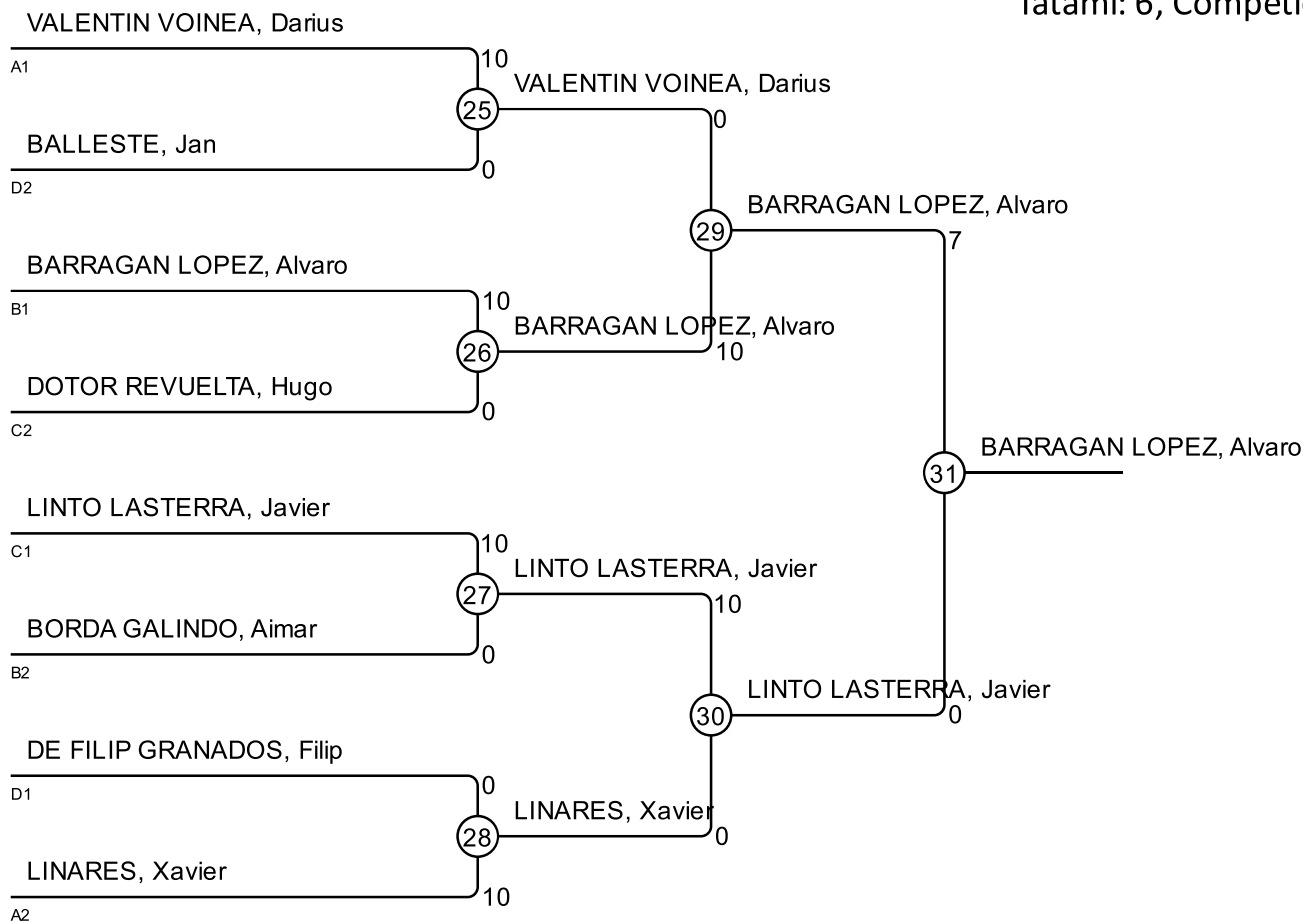 Tatami: 6,
VALENTIN VOINEA, Darius
A1
10
25
VALENTIN VOINEA, Darius
0
BALLESTE, Jan
0
D2
29
BARRAGAN LOPEZ, Alvaro
7
BARRAGAN LOPEZ, Alvaro
B1
10
26
BARRAGAN LOPEZ, Alvaro
10
DOTOR REVUELTA, Hugo
0
C2
31
BARRAGAN LOPEZ, Alvaro
LINTO LASTERRA, Javier
C1
10
27
LINTO LASTERRA, Javier
10
BORDA GALINDO, Aimar
0
B2
30
LINTO LASTERRA, Javier
0
DE FILIP GRANADOS, Filip
D1
0
28
LINARES, Xavier
0
LINARES, Xavier
10
A2